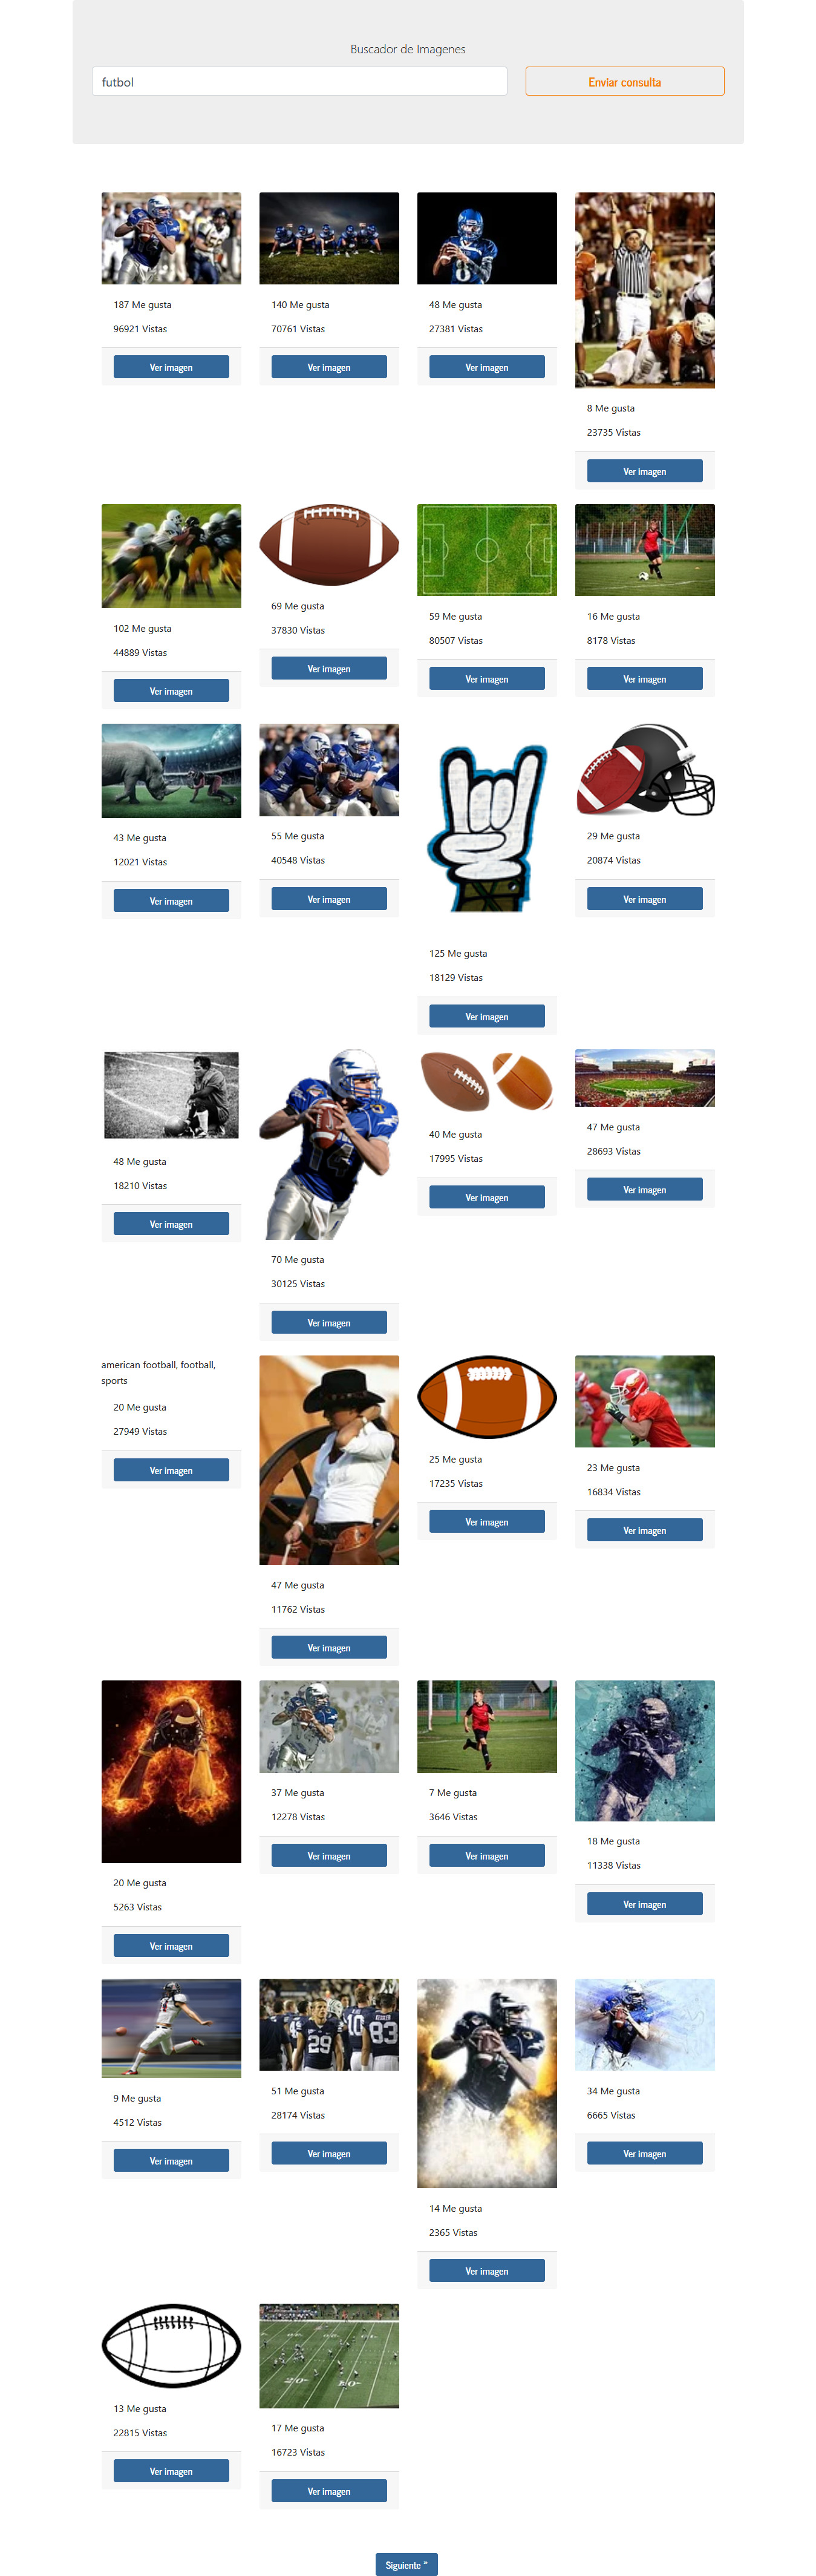 Buscador de Imagenes
futbol
Enviar consulta
187 Me gusta
96921 Vistas
Ver imagen
140 Me gusta
70761 Vistas
Ver imagen
48 Me gusta
27381 Vistas
Ver imagen
8 Me gusta
23735 Vistas
Ver imagen
102 Me gusta
44889 Vistas
Ver imagen
69 Me gusta
37830 Vistas
Ver imagen
59 Me gusta
80507 Vistas
Ver imagen
16 Me gusta
8178 Vistas
Ver imagen
43 Me gusta
12021 Vistas
Ver imagen
55 Me gusta
40548 Vistas
Ver imagen
125 Me gusta
18129 Vistas
Ver imagen
29 Me gusta
20874 Vistas
Ver imagen
48 Me gusta
18210 Vistas
Ver imagen
14
70 Me gusta
30125 Vistas
Ver imagen
40 Me gusta
17995 Vistas
Ver imagen
47 Me gusta
28693 Vistas
Ver imagen
american football, football,
sports
20 Me gusta
27949 Vistas
Ver imagen
47 Me gusta
11762 Vistas
Ver imagen
25 Me gusta
17235 Vistas
Ver imagen
23 Me gusta
16834 Vistas
Ver imagen
20 Me gusta
5263 Vistas
Ver imagen
37 Me gusta
12278 Vistas
Ver imagen
7 Me gusta
3646 Vistas
Ver imagen
18 Me gusta
11338 Vistas
Ver imagen
9 Me gusta
4512 Vistas
Ver imagen
29
10
83
51 Me gusta
28174 Vistas
Ver imagen
14 Me gusta
2365 Vistas
Ver imagen
34 Me gusta
6665 Vistas
Ver imagen
13 Me gusta
22815 Vistas
Ver imagen
17 Me gusta
16723 Vistas
Ver imagen
Siguiente "